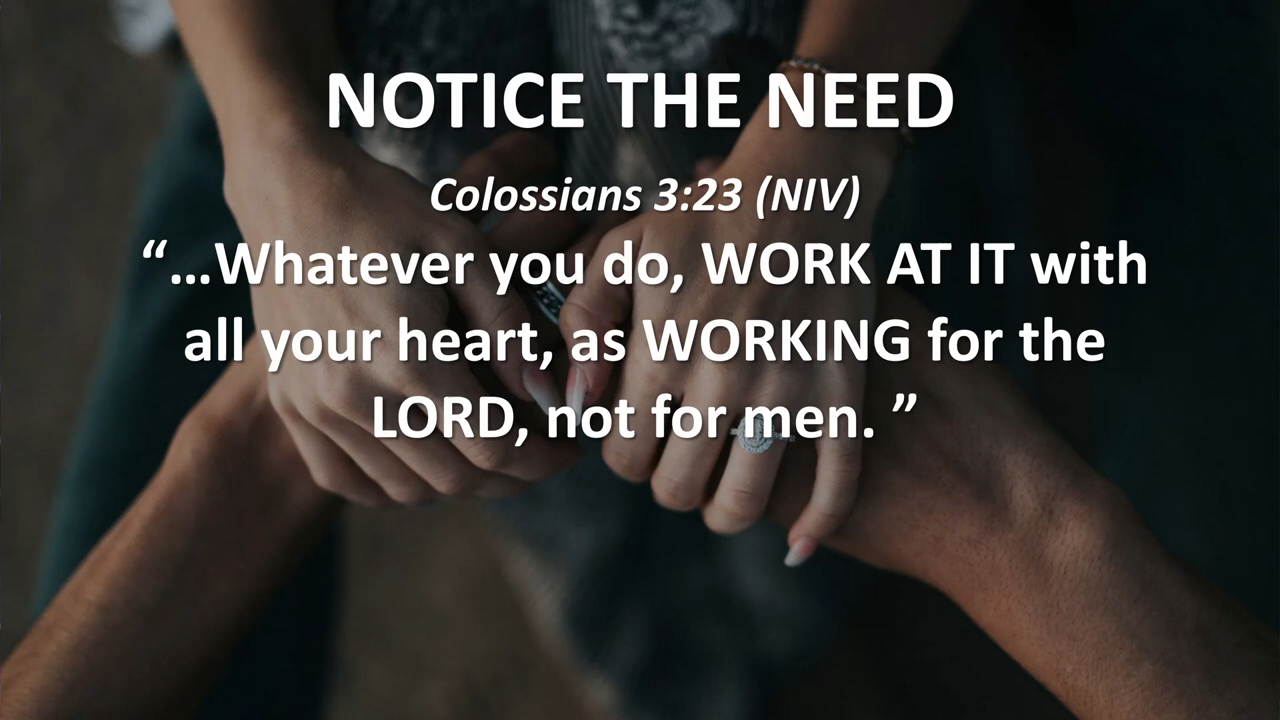 NOTICE THE NEED
Colossians 3:23 (NIV)
“…Whatever you do, WORK AT IT with
all your heart, as WORKING for the
LORD, not for men. ”